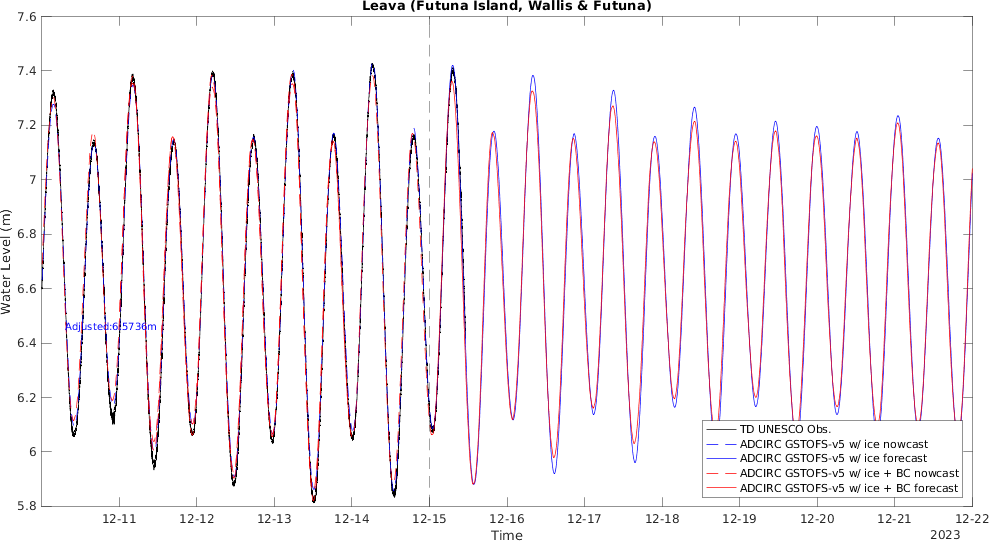 Leava (Futuna Island, Wallis & Futuna)
7.6
7.4
7.2
7
6.8
6.6
6.4
6.2
6
5.8
Water Level (m)
Adjusted:6.5736m
TD UNESCO Obs.
ADCIRC GSTOFS-v5 w/ ice nowcast
ADCIRC GSTOFS-v5 w/ ice forecast
ADCIRC GSTOFS-v5 w/ ice + BC nowcast
ADCIRC GSTOFS-v5 w/ ice + BC forecast
12-11 12-12 12-13 12-14 12-15 12-16 12-17 12-18 12-19 12-20 12-21 12-22
Time
2023